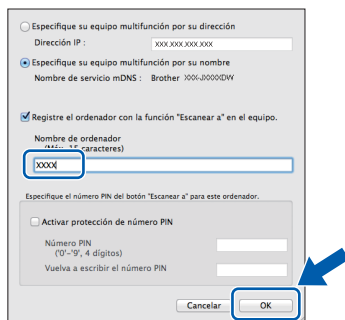 Especifique su equipo multifunción por su dirección
Dirección IP : XXX.XXX.XXX.XXX
Especifique su equipo multifunción por su nombre
Nombre de servicio mDNS : Brother XXX-JXXXXDW
Registre el ordenador con la función "Escanear a" en el equipo.
Nombre de ordenador
(Máx. 15 caracteres)
XXXX
Especifique el número PIN del botón "Escanear a" para este ordenador.
Activar protección de número PIN
Número PIN
('0'-'9', 4 dígitos)
Vuelva a escribir el número PIN
Cancelar OK